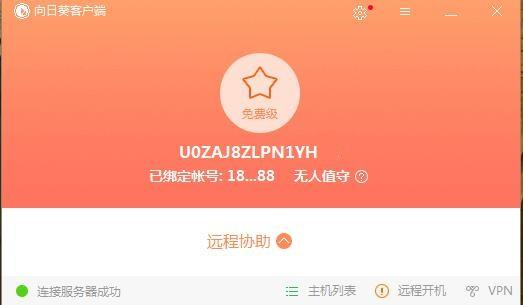 向日葵客户端
免费级
U0ZAJ8ZLPN1YH
已绑定帐号: 18...88 无人值守 ?
远程协助
连接服务器成功 主机列表 远程开机 VPN